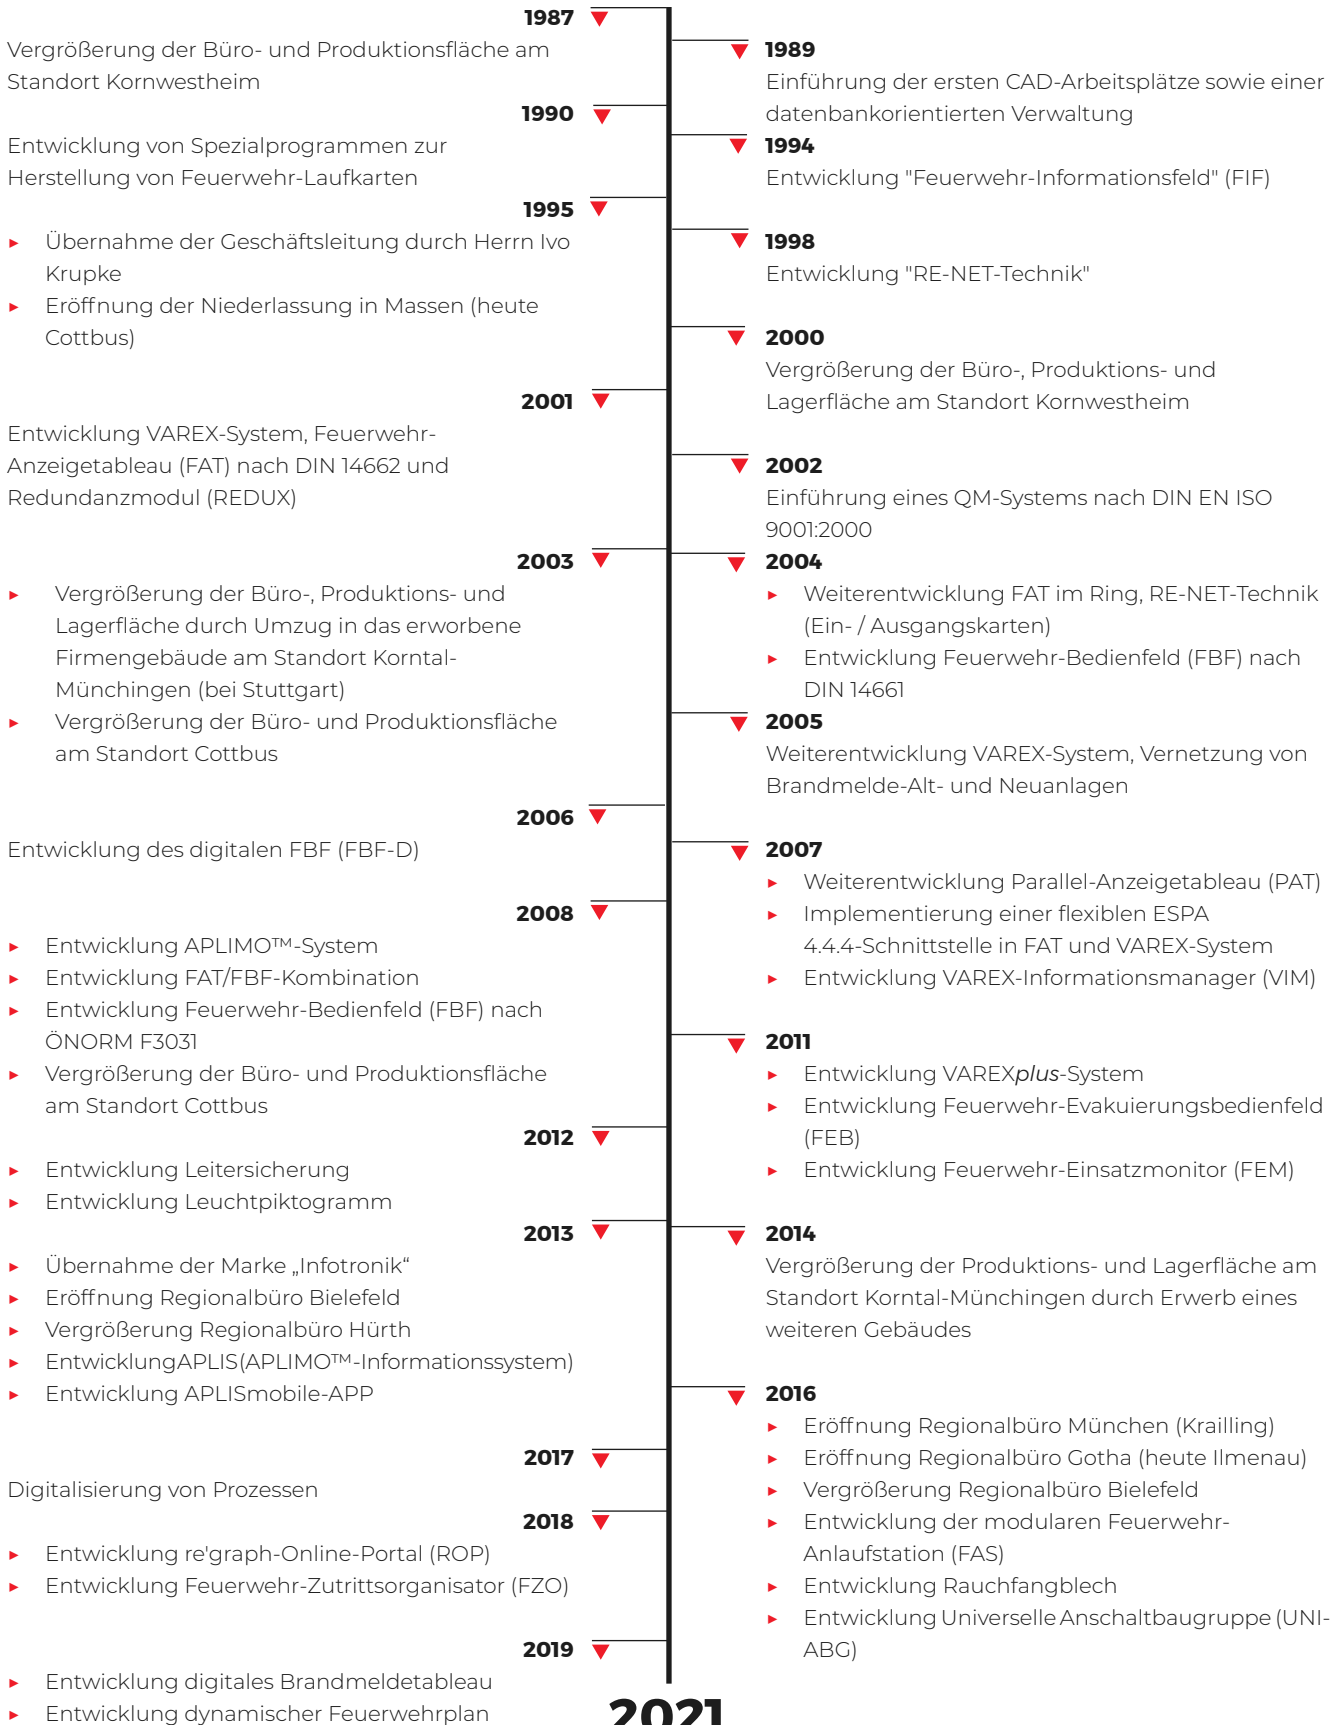 1987
Vergrößerung der Büro- und Produktionsfläche am
Standort Kornwestheim
1989
Einführung der ersten CAD-Arbeitsplätze sowie einer
datenbankorientierten Verwaltung
1990
Entwicklung von Spezialprogrammen zur
Herstellung von Feuerwehr-Laufkarten
1994
Entwicklung "Feuerwehr-Informationsfeld" (FIF)
1995
▸ Übernahme der Geschäftsleitung durch Herrn Ivo
Krupke
▸ Eröffnung der Niederlassung in Massen (heute
Cottbus)
1998
Entwicklung "RE-NET-Technik"
2000
Vergrößerung der Büro-, Produktions- und
Lagerfläche am Standort Kornwestheim
2001
Entwicklung VAREX-System, Feuerwehr-
Anzeigetableau (FAT) nach DIN 14662 und
Redundanzmodul (REDUX)
2002
Einführung eines QM-Systems nach DIN EN ISO
9001:2000
2003
▸ Vergrößerung der Büro-, Produktions- und
Lagerfläche durch Umzug in das erworbene
Firmengebäude am Standort Korntal-
Münchingen (bei Stuttgart)
▸ Vergrößerung der Büro- und Produktionsfläche
am Standort Cottbus
2004
▸ Weiterentwicklung FAT im Ring, RE-NET-Technik
(Ein- / Ausgangskarten)
▸ Entwicklung Feuerwehr-Bedienfeld (FBF) nach
DIN 14661
2005
Weiterentwicklung VAREX-System, Vernetzung von
Brandmelde-Alt- und Neuanlagen
2006
Entwicklung des digitalen FBF (FBF-D)
2007
▸ Weiterentwicklung Parallel-Anzeigetableau (PAT)
▸ Implementierung einer flexiblen ESPA
4.4.4-Schnittstelle in FAT und VAREX-System
▸ Entwicklung VAREX-Informationsmanager (VIM)
2008
▸ Entwicklung APLIMO™-System
▸ Entwicklung FAT/FBF-Kombination
▸ Entwicklung Feuerwehr-Bedienfeld (FBF) nach
ÖNORM F3031
▸ Vergrößerung der Büro- und Produktionsfläche
am Standort Cottbus
2011
▸ Entwicklung VAREXplus-System
▸ Entwicklung Feuerwehr-Evakuierungsbedienfeld
(FEB)
▸ Entwicklung Feuerwehr-Einsatzmonitor (FEM)
2012
▸ Entwicklung Leitersicherung
▸ Entwicklung Leuchtpiktogramm
2013
▸ Übernahme der Marke „Infotronik“
▸ Eröffnung Regionalbüro Bielefeld
▸ Vergrößerung Regionalbüro Hürth
▸ EntwicklungAPLIS(APLIMO™-Informationssystem)
▸ Entwicklung APLISmobile-APP
2014
Vergrößerung der Produktions- und Lagerfläche am
Standort Korntal-Münchingen durch Erwerb eines
weiteren Gebäudes
2016
▸ Eröffnung Regionalbüro München (Krailling)
▸ Eröffnung Regionalbüro Gotha (heute Ilmenau)
▸ Vergrößerung Regionalbüro Bielefeld
▸ Entwicklung der modularen Feuerwehr-
Anlaufstation (FAS)
▸ Entwicklung Rauchfangblech
▸ Entwicklung Universelle Anschaltbaugruppe (UNI-
ABG)
2017
Digitalisierung von Prozessen
2018
▸ Entwicklung re'graph-Online-Portal (ROP)
▸ Entwicklung Feuerwehr-Zutrittsorganisator (FZO)
2019
▸ Entwicklung digitales Brandmeldetableau
▸ Entwicklung dynamischer Feuerwehrplan
2021